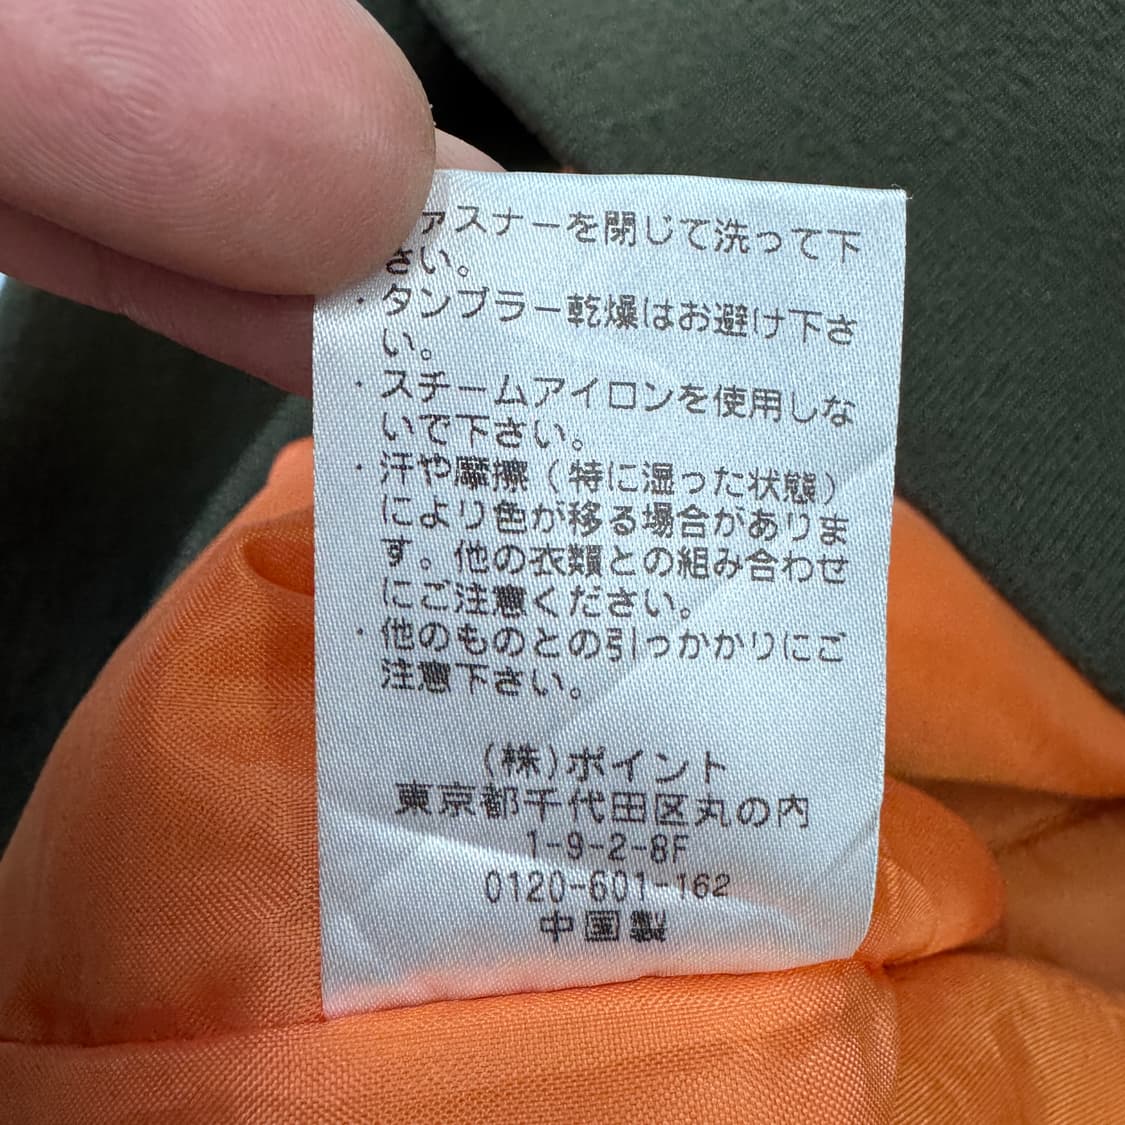 ァスナーを閉じて洗って下
さい。
・タンブラー乾燥はお避け下さ
い。
・スチームアイロンを使用しな
いで下さい。
・汗や摩擦（特に湿った状態）
により色が移る場合がありま
す。他の衣類との組み合わせ
にご注意ください。
・他のものとの引っかかりにご
注意下さい。
(株)ポイント
東京都千代田区丸の内
1-9-2-8F
0120-601-162
中国製